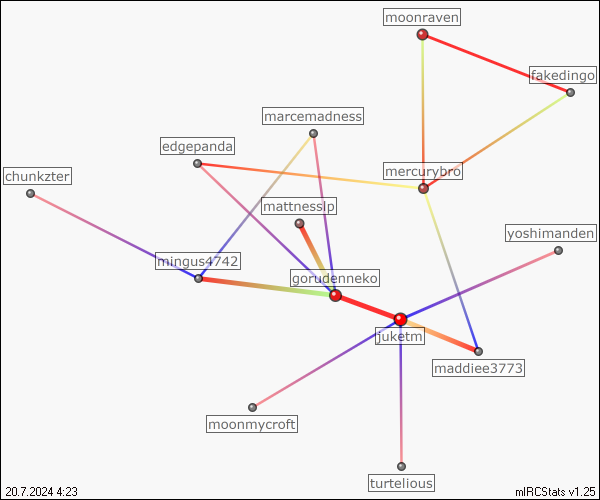 moonraven
fakedingo
marcemadness
edgepanda
chunkzter
mercurybro
mattnesslp
yoshimanden
mingus4742
gondenneko
juketm
maddiee3773
moonmycroft
turtelious
20.7.2024 4:23
mIRCStats v1.25